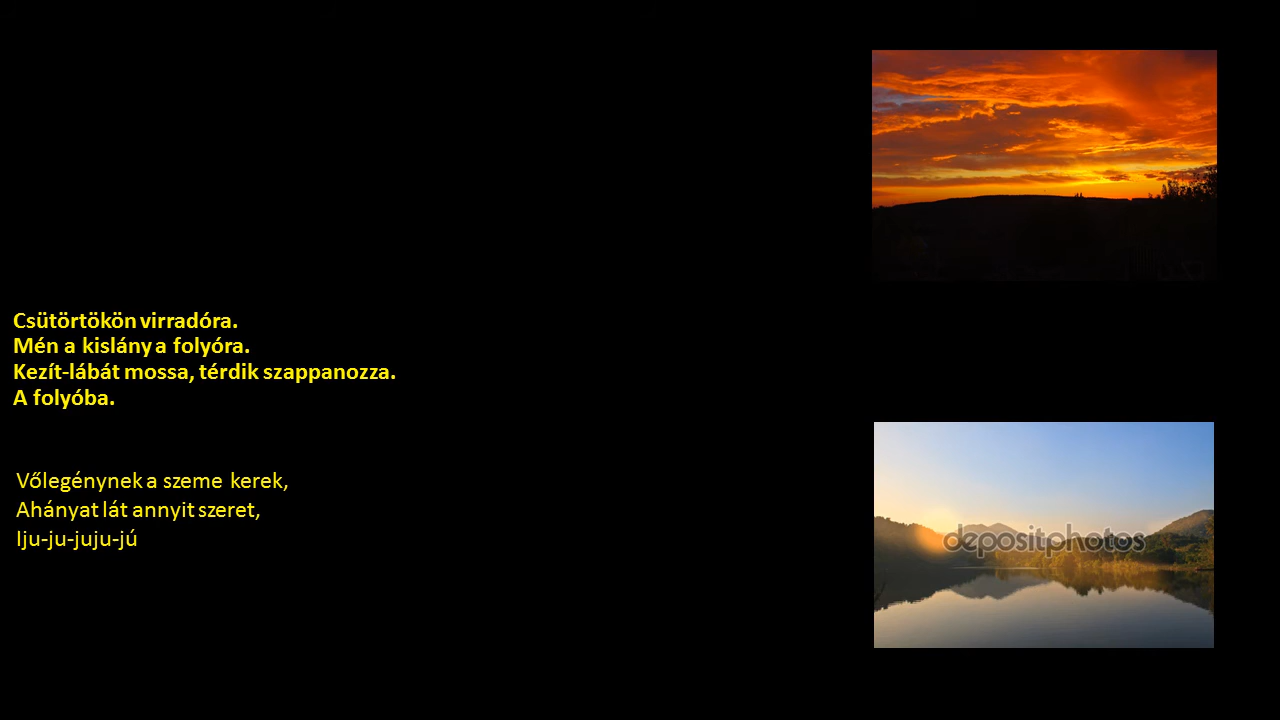 Csütörtökön virradóra.
Mén a kislány a folyóra.
Kezít-lábát mossa, térdik szappanozza.
A folyóba.
Vőlegénynek a szeme kerek,
Ahányat lát annyit szeret,
Iju-ju-juju-jú
depositphotos